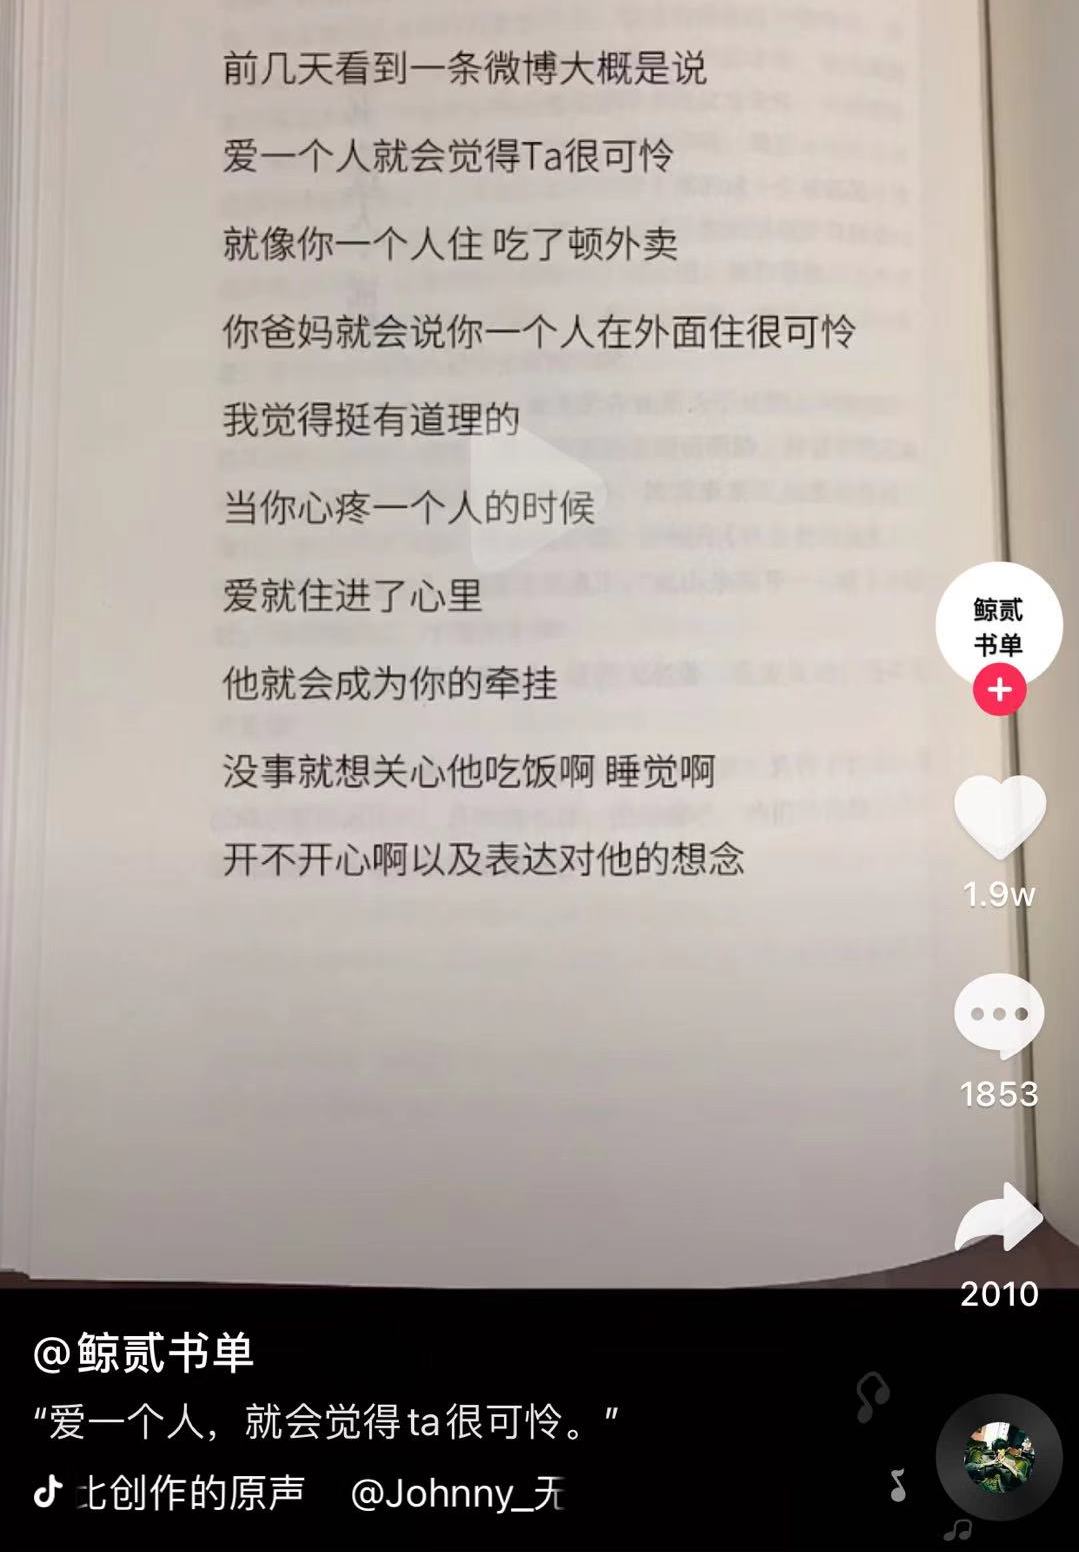 前几天看到一条微博大概是说
爱一个人就会觉得Ta很可怜
就像你一个人住 吃了顿外卖
你爸妈就会说你一个人在外面住很可怜
我觉得挺有道理的
当你心疼一个人的时候
爱就住进了心里
他就会成为你的牵挂
没事就想关心他吃饭啊 睡觉啊
开不开心啊以及表达对他的想念
鲸贰
书单
1.9w
1853
2010
@鲸贰书单
“爱一个人，就会觉得ta很可怜。”
创作的原声 @Johnny_